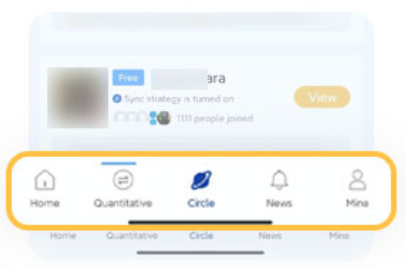 Free ara
Sync strategy is turned on
View
1111 people joined
Home Quantitative Circle News Mine
Home Quantitative Circle News Mine